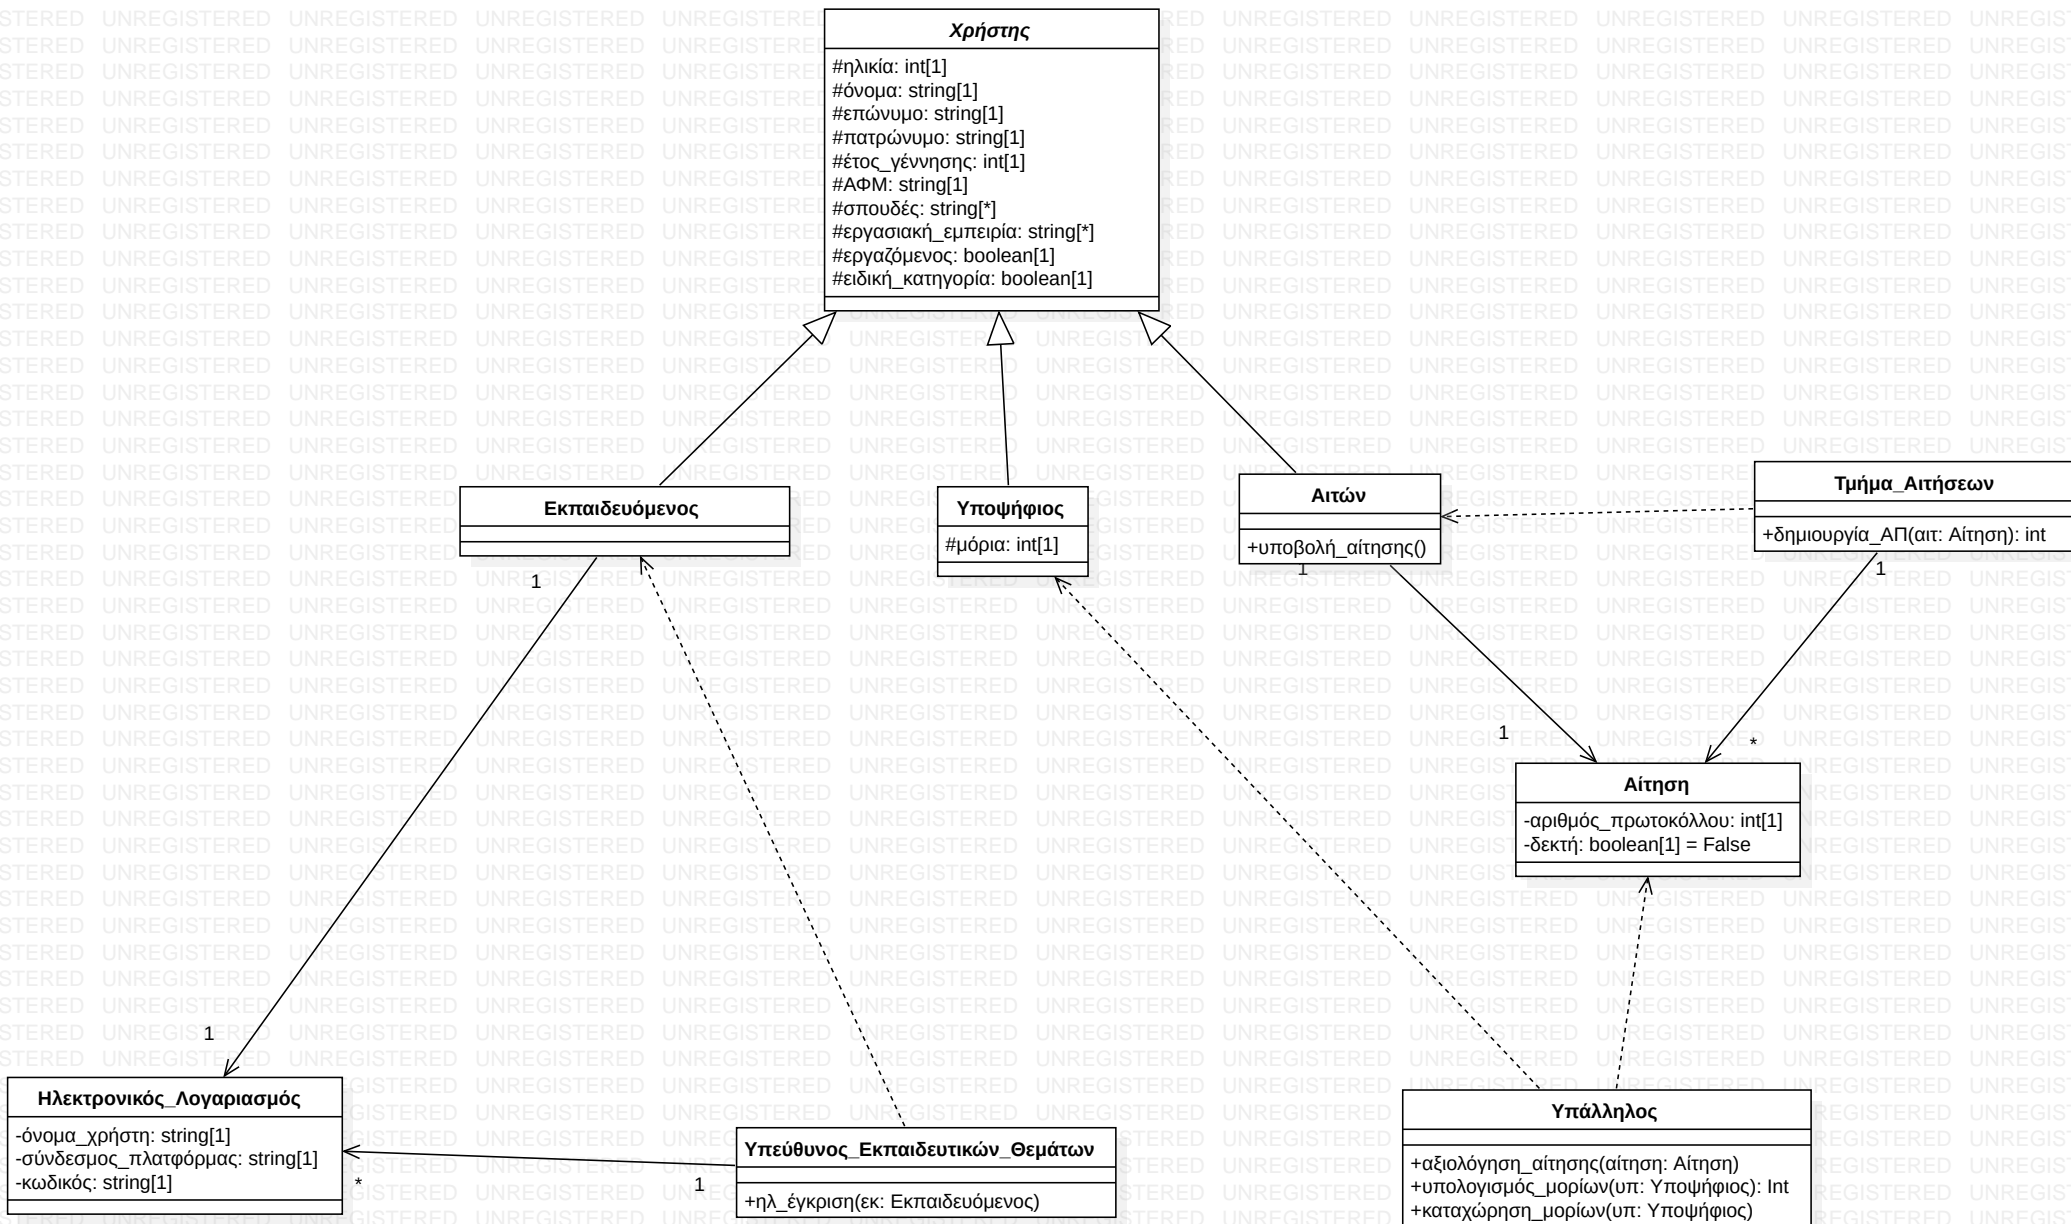 Χρήστης
#ηλικία: int[1]
#όνομα: string[1]
#επώνυμο: string[1]
#πατρώνυμο: string[1]
#έτος_γέννησης: int[1]
#ΑΦΜ: string[1]
#σπουδές: string[*]
#εργασιακή_εμπειρία: string[*]
#εργαζόμενος: boolean[1]
#ειδική_κατηγορία: boolean[1]
Εκπαιδευόμενος
Υποψήφιος
#μόρια: int[1]
Αιτών
+υποβολή_αίτησης()
Τμήμα_Αιτήσεων
+δημιουργία_ΑΠ(αιτ: Αίτηση): int
1
1
1
1
*
Αίτηση
-αριθμός_πρωτοκόλλου: int[1]
-δεκτή: boolean[1] = False
1
Ηλεκτρονικός_Λογαριασμός
-όνομα_χρήστη: string[1]
-σύνδεσμος_πλατφόρμας: string[1]
-κωδικός: string[1]
*
1
Υπεύθυνος_Εκπαιδευτικών_Θεμάτων
+ηλ_έγκριση(εκ: Εκπαιδευόμενος)
Υπάλληλος
+αξιολόγηση_αίτησης(αίτηση: Αίτηση)
+υπολογισμός_μορίων(υπ: Υποψήφιος): Int
+καταχώρηση_μορίων(υπ: Υποψήφιος)
UNREGISTERED